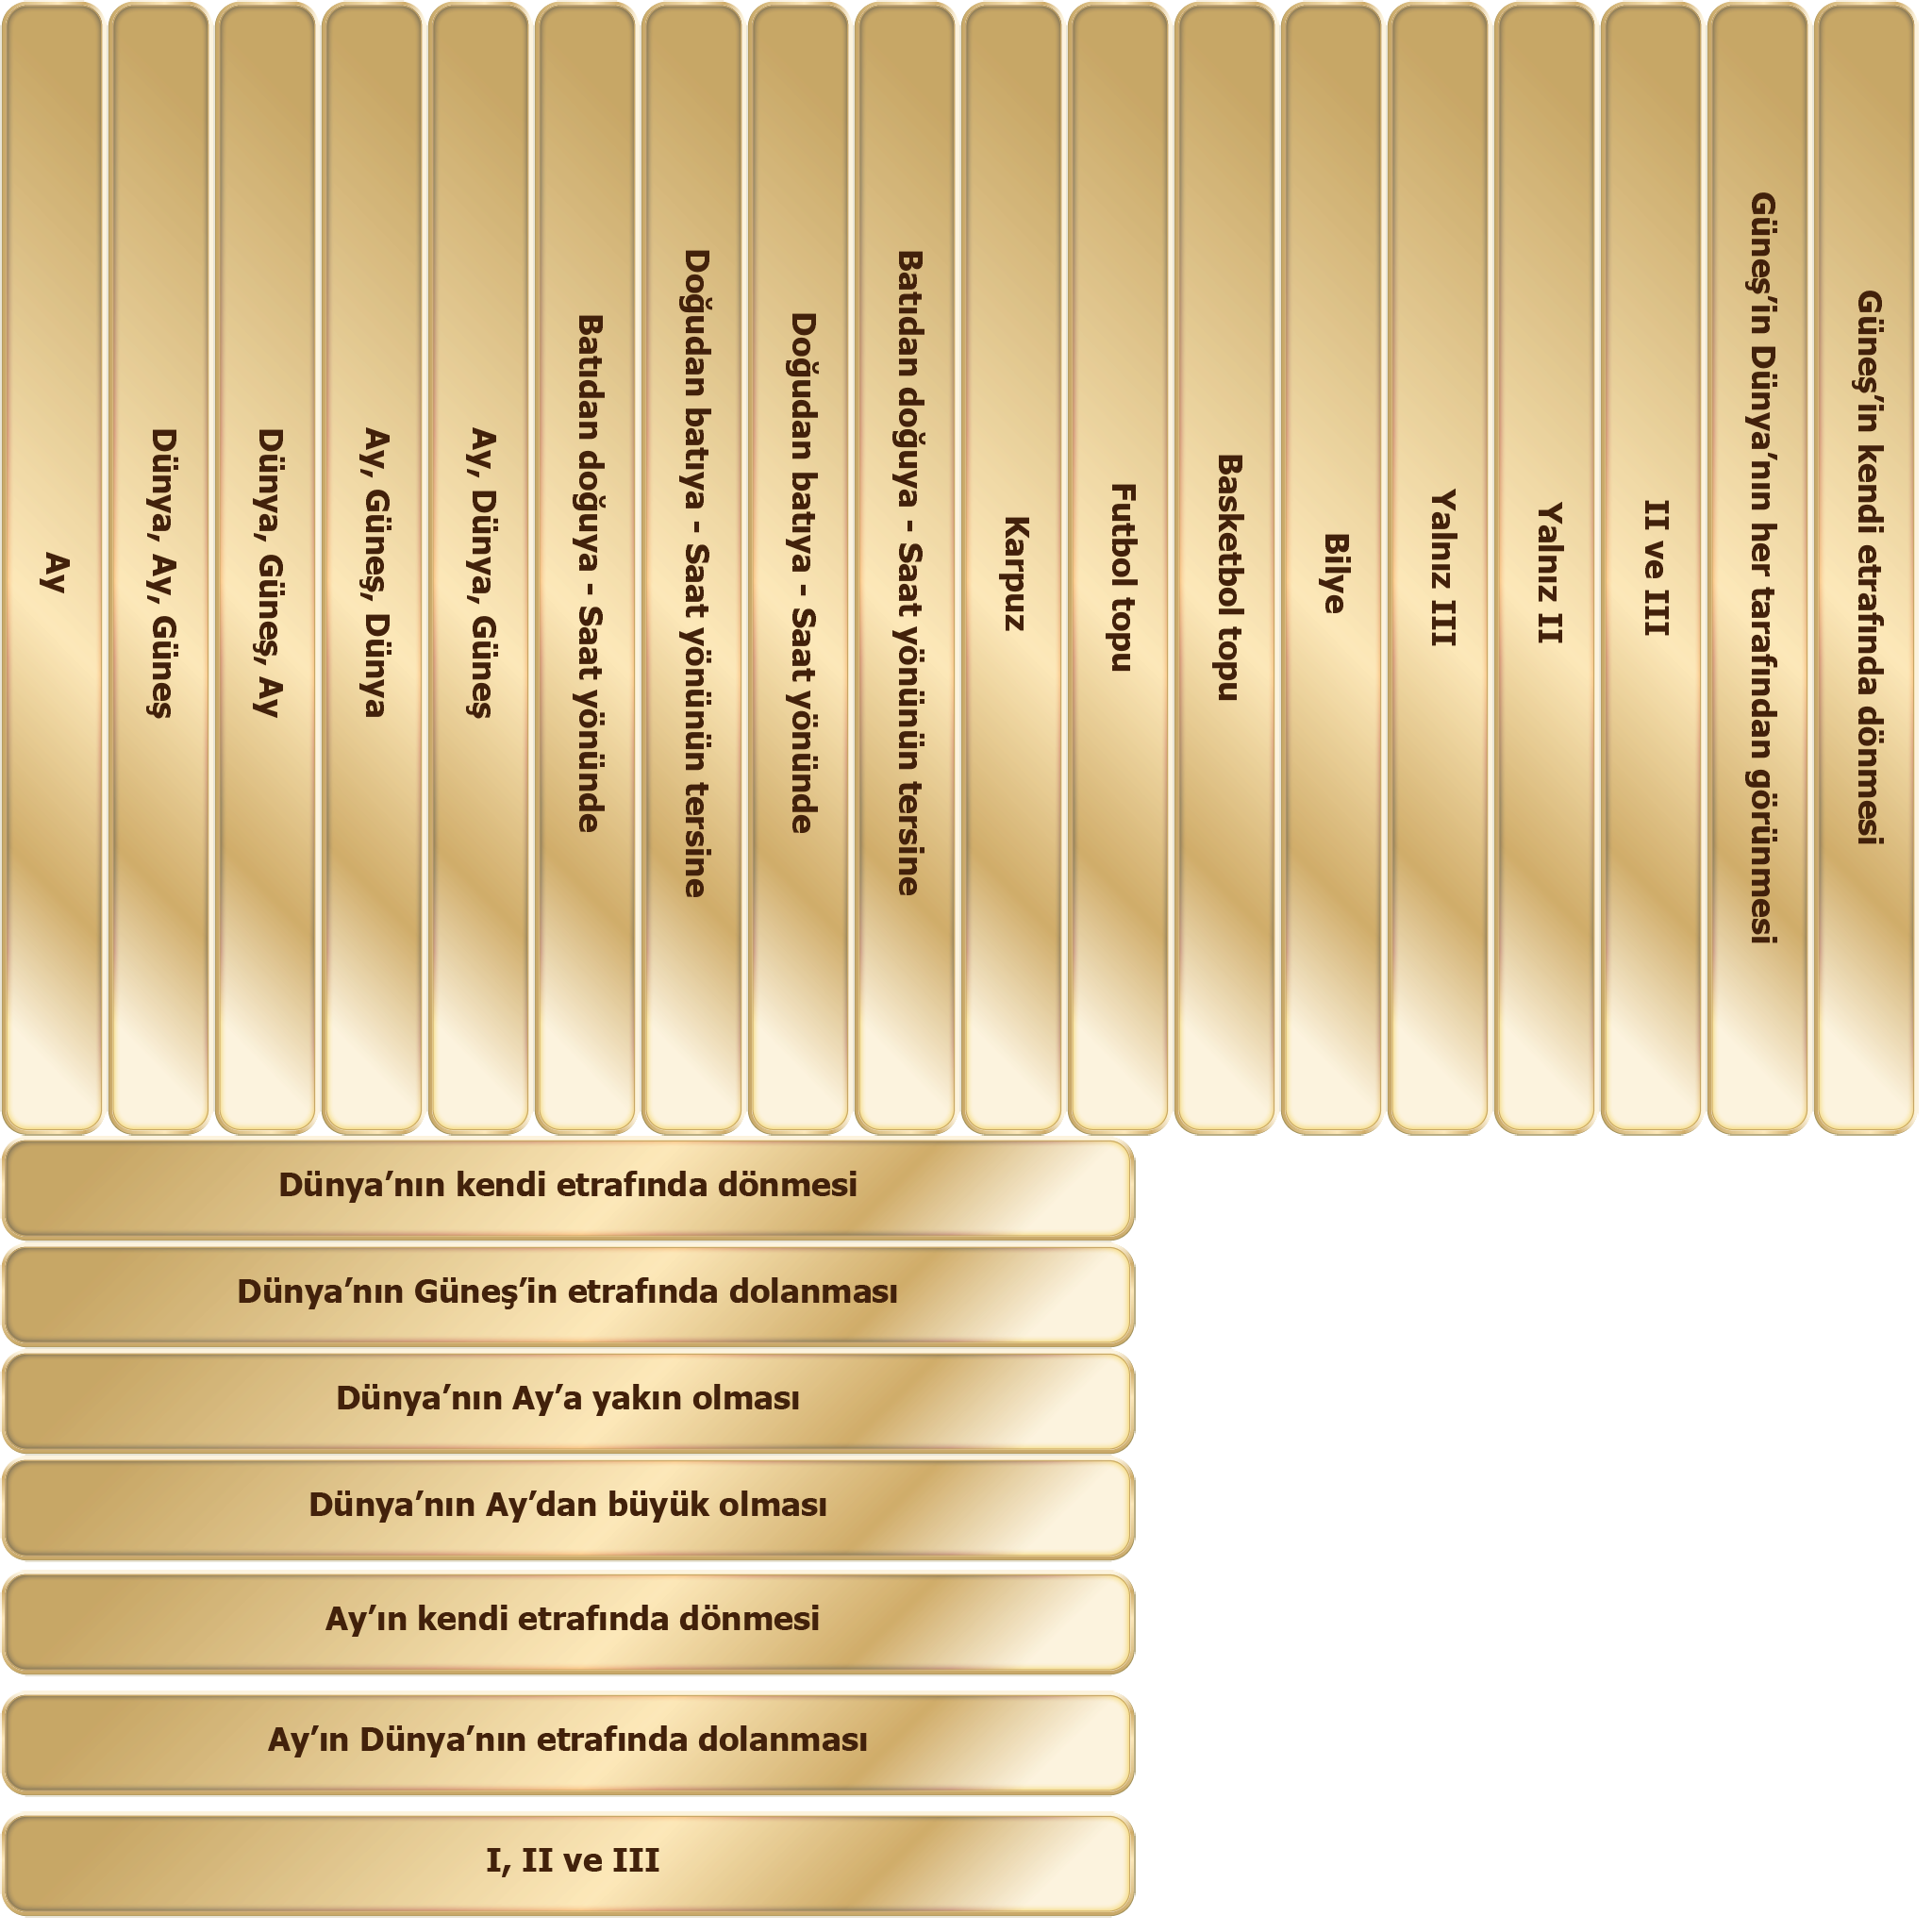 Ay
Dünya, Ay, Güneş
Dünya, Güneş, Ay
Ay, Güneş, Dünya
Ay, Dünya, Güneş
Batıdan doğuya - Saat yönünde
Doğudan batıya - Saat yönünün tersine
Doğudan batıya - Saat yönünde
Batıdan doğuya - Saat yönünün tersine
Karpuz
Futbol topu
Basketbol topu
Bilye
Yalnız III
Yalnız II
II ve III
Güneş’in Dünya’nın her tarafından görünmesi
Güneş’in kendi etrafında dönmesi
Dünya’nın kendi etrafında dönmesi
Dünya’nın Güneş’in etrafında dolanması
Dünya’nın Ay’a yakın olması
Dünya’nın Ay’dan büyük olması
Ay’ın kendi etrafında dönmesi
Ay’ın Dünya’nın etrafında dolanması
I, II ve III